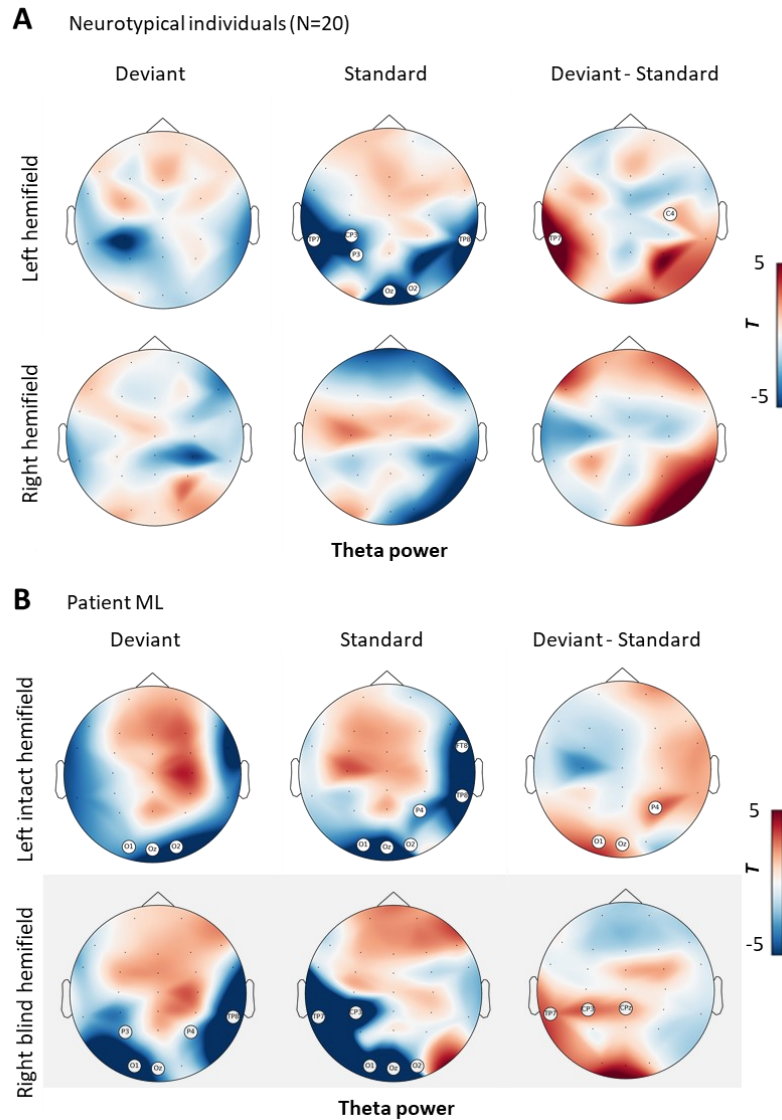 A Neurotypical individuals (N=20)
Deviant Standard Deviant - Standard
Left hemifield
TP7 CP3 P3 TP8 Oz O2
TP7 C4
5
T
-5
Right hemifield
Theta power
B Patient ML
Deviant Standard Deviant - Standard
Left intact hemifield
O1 Oz O2
FT8 TP8 P4 O1 Oz O2
P4 O1 Oz
5
T
-5
Right blind hemifield
P3 P4 TP8 O1 Oz
TP7 CP3 O1 Oz O2
TP7 CP3 CPz
Theta power